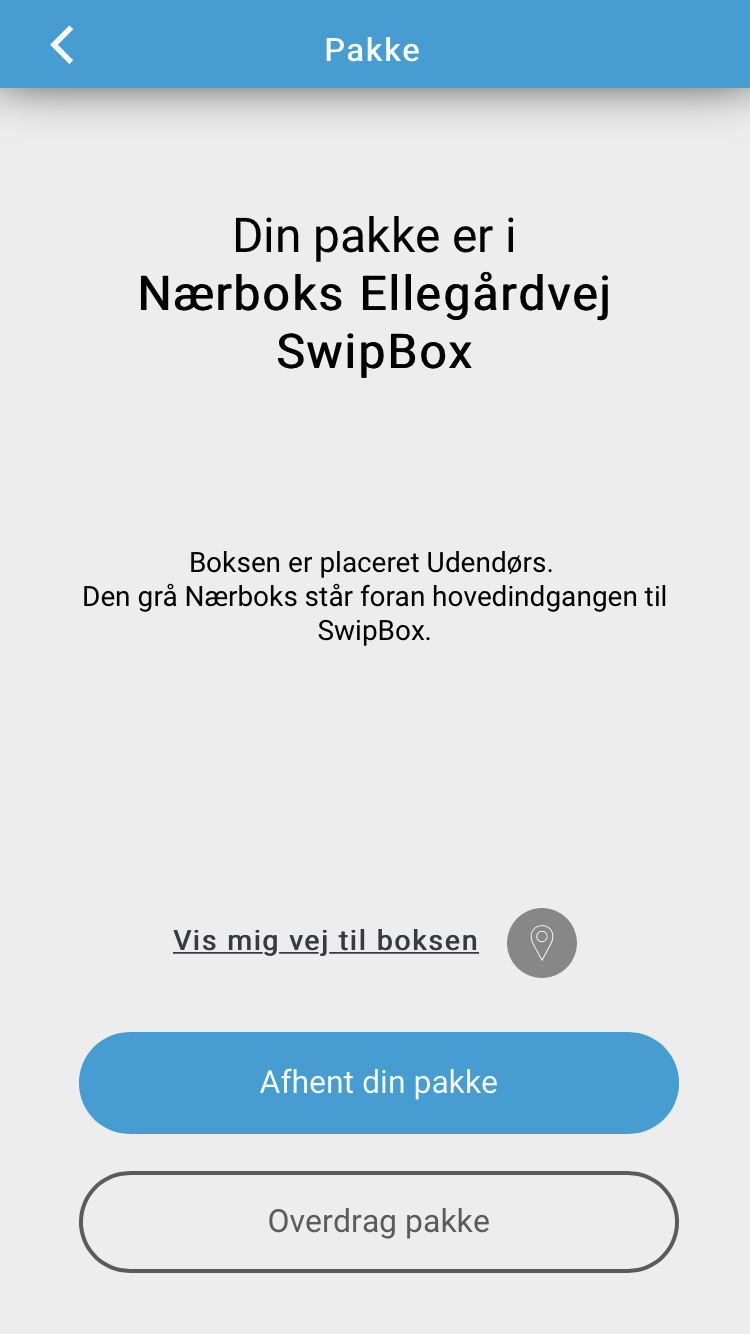 Pakke
Din pakke er i
Nærboks Ellegårdvej
SwipBox
Boksen er placeret Udendørs.
Den grå Nærboks står foran hovedindgangen til
SwipBox.
Vis mig vej til boksen
Afhent din pakke
Overdrag pakke